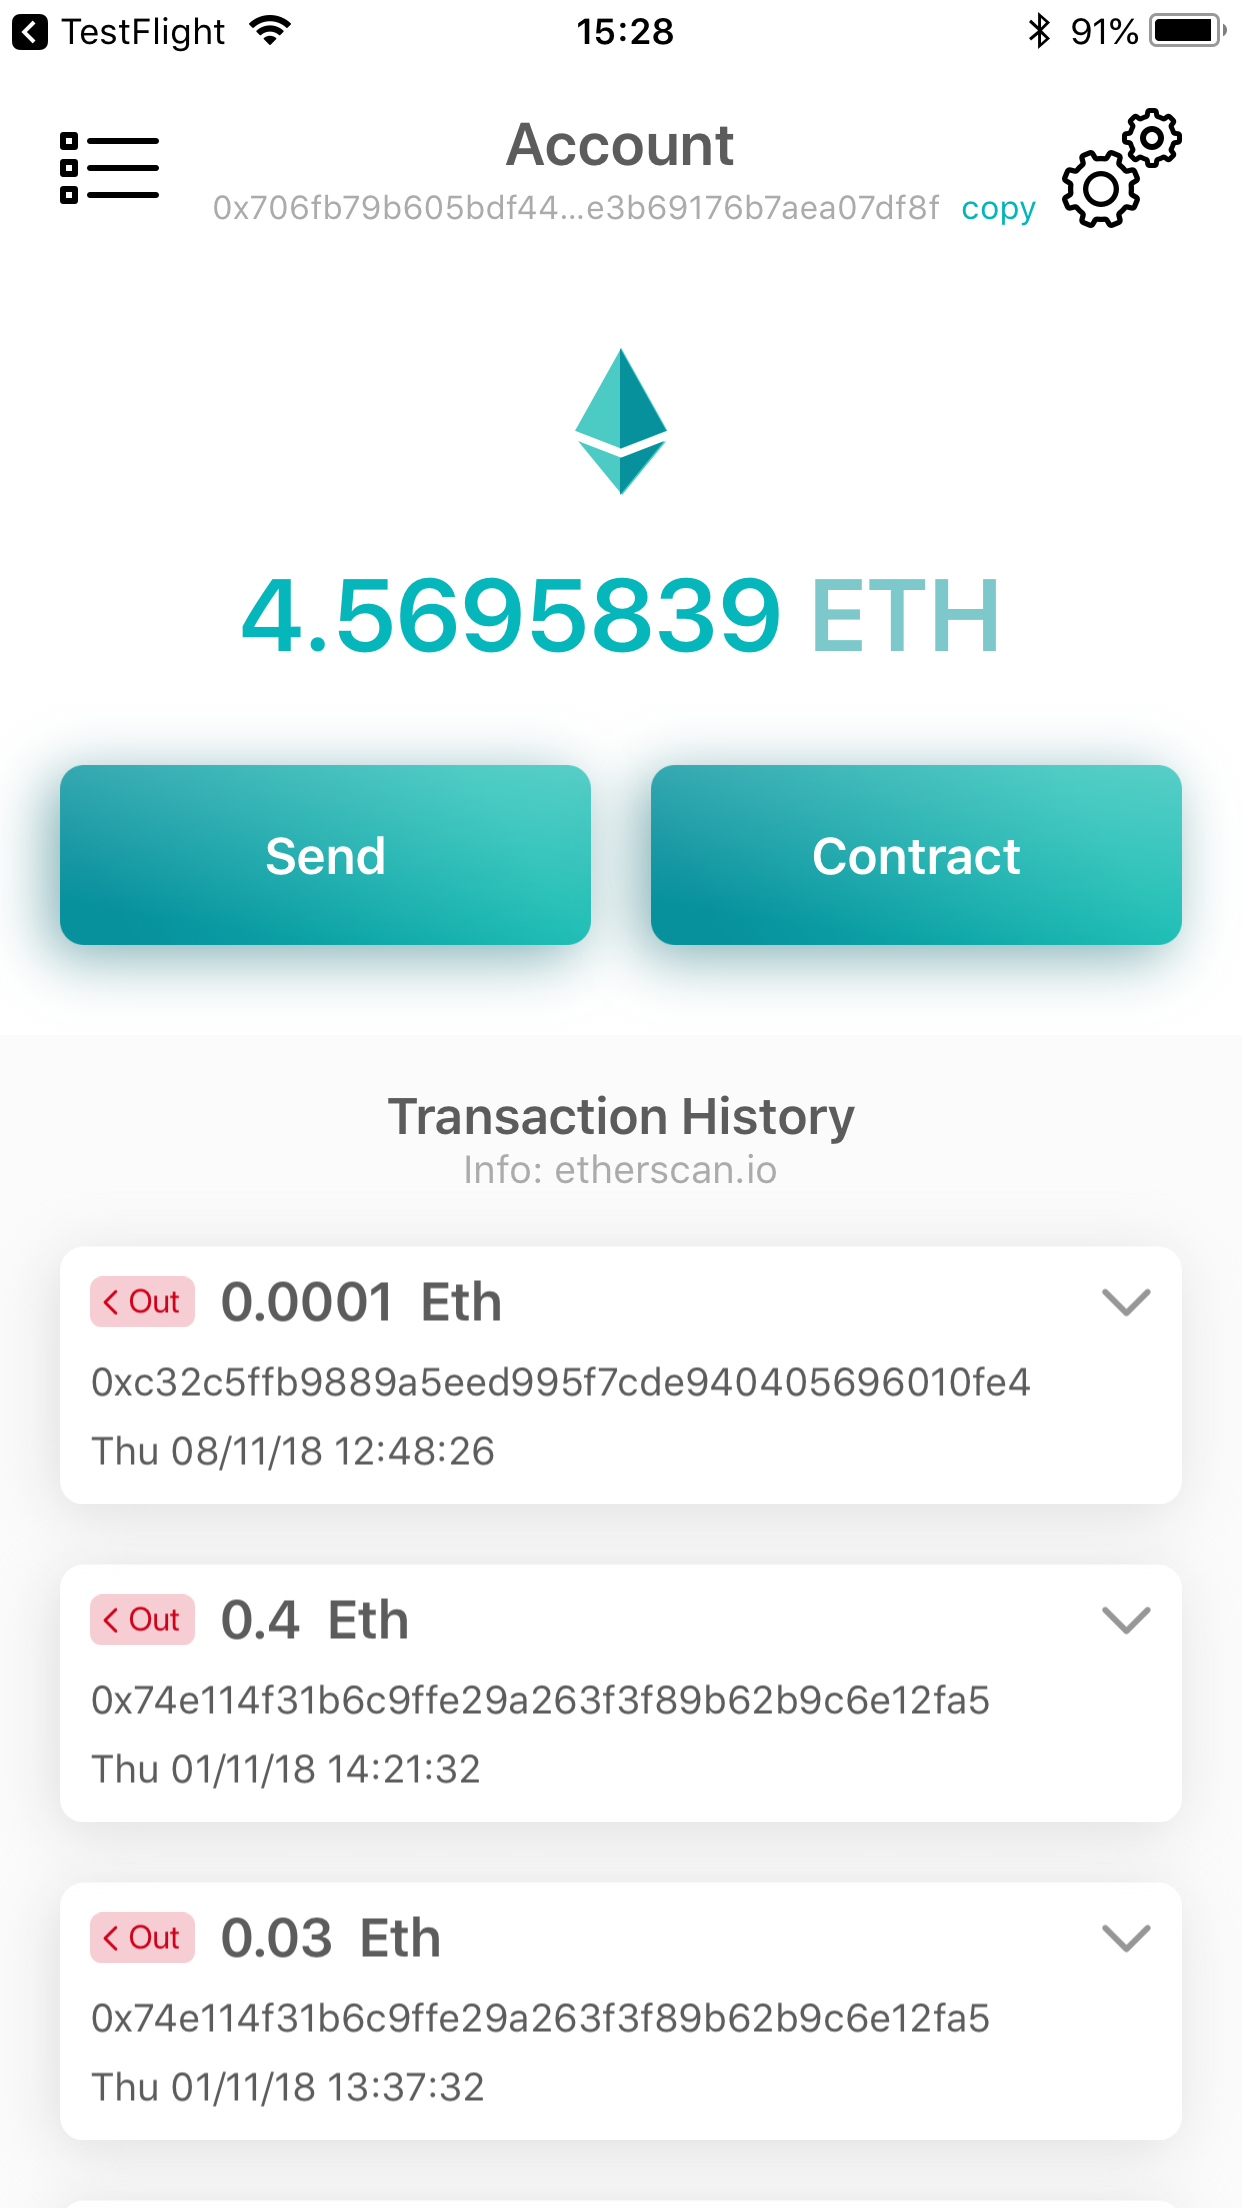 TestFlight 15:28 91%
Account
0x706fb79b605bdf44...e3b69176b7aea07df8f copy
4.5695839 ETH
Send Contract
Transaction History
Info: etherscan.io
Out 0.0001 Eth
0xc32c5ffb9889a5eed995f7cde940405696010fe4
Thu 08/11/18 12:48:26
Out 0.4 Eth
0x74e114f31b6c9ffe29a263f3f89b62b9c6e12fa5
Thu 01/11/18 14:21:32
Out 0.03 Eth
0x74e114f31b6c9ffe29a263f3f89b62b9c6e12fa5
Thu 01/11/18 13:37:32